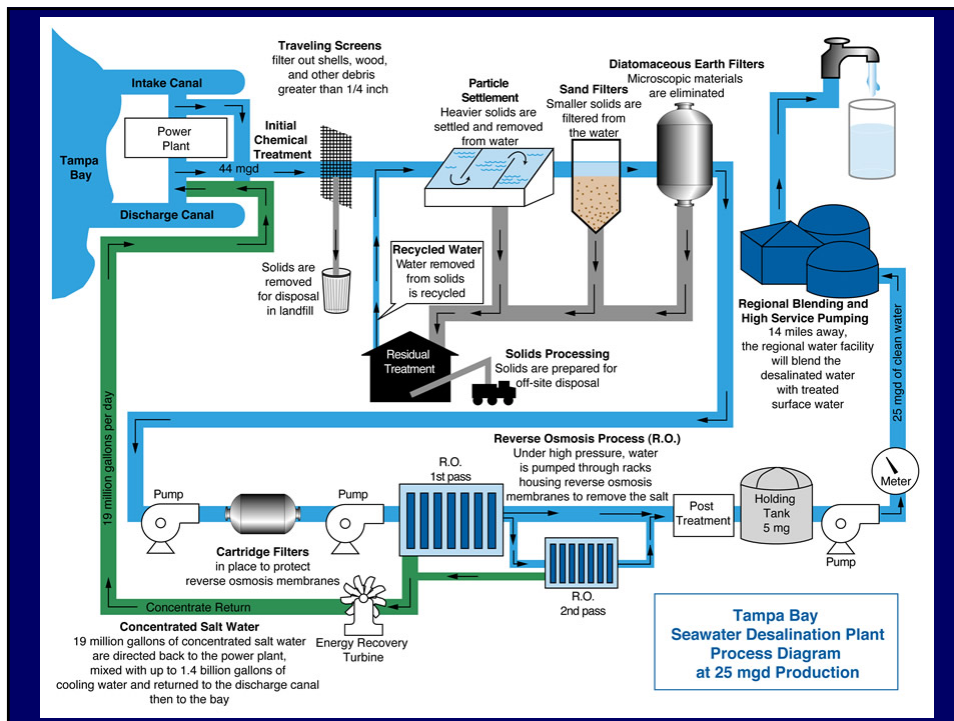 Traveling Screens
filter out shells, wood,
and other debris
greater than 1/4 inch
Intake Canal
Power
Plant
Tampa
Bay
44 mgd
Discharge Canal
Initial
Chemical
Treatment
Particle
Settlement
Heavier solids are
settled and removed
from water
Sand Filters
Smaller solids are
filtered from
the water
Diatomaceous Earth Filters
Microscopic materials
are eliminated
Solids are
removed
for disposal
in landfill
Recycled Water
Water removed
from solids
is recycled
Residual
Treatment
Solids Processing
Solids are prepared for
off-site disposal
Regional Blending and
High Service Pumping
14 miles away,
the regional water facility
will blend the
desalinated water
with treated
surface water
25 mgd of clean water
19 million gallons per day
Reverse Osmosis Process (R.O.)
Under high pressure, water
is pumped through racks
housing reverse osmosis
membranes to remove the salt
Pump
Cartridge Filters
in place to protect
reverse osmosis membranes
Pump
R.O.
1st pass
R.O.
2nd pass
Post
Treatment
Holding
Tank
5 mg
Pump
Meter
Concentrate Return
Energy Recovery
Turbine
Concentrated Salt Water
19 million gallons of concentrated salt water
are directed back to the power plant,
mixed with up to 1.4 billion gallons of
cooling water and returned to the discharge canal
then to the bay
Tampa Bay
Seawater Desalination Plant
Process Diagram
at 25 mgd Production